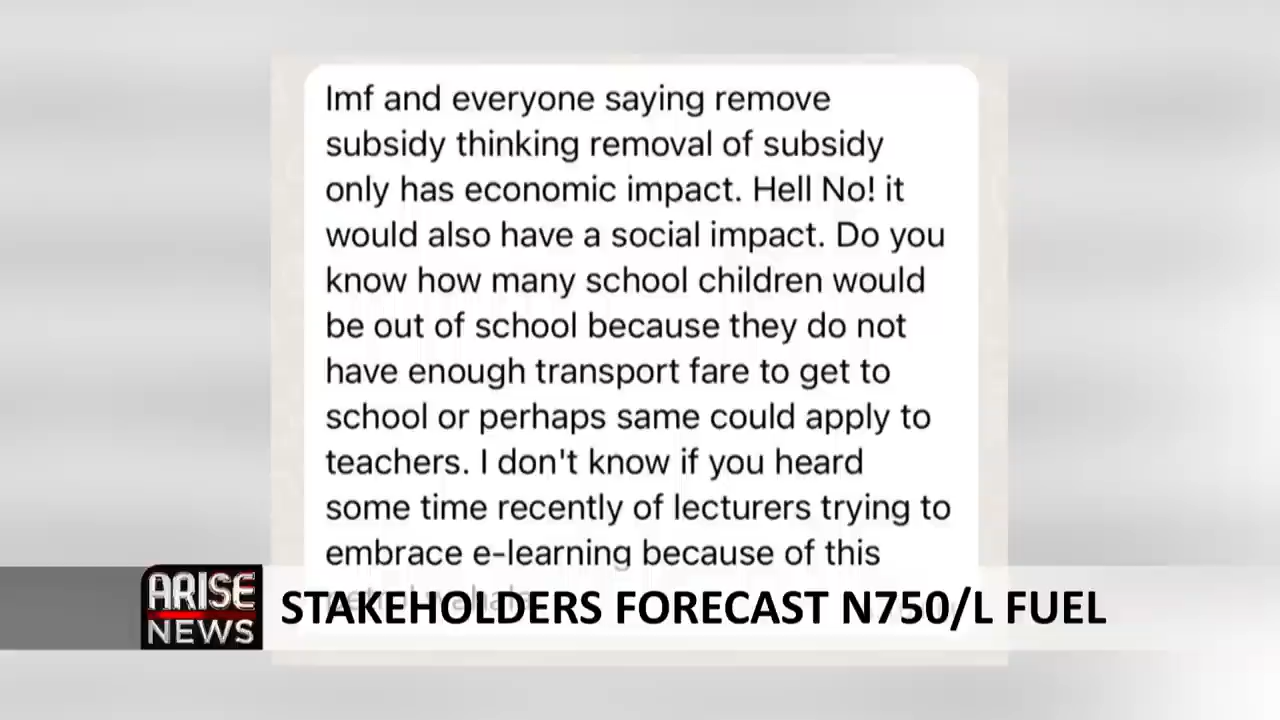 Imf and everyone saying remove
subsidy thinking removal of subsidy
only has economic impact. Hell No! it
would also have a social impact. Do you
know how many school children would
be out of school because they do not
have enough transport fare to get to
school or perhaps same could apply to
teachers. I don't know if you heard
some time recently of lecturers trying to
embrace e-learning because of this
ARISE
NEWS
STAKEHOLDERS FORECAST N750/L FUEL